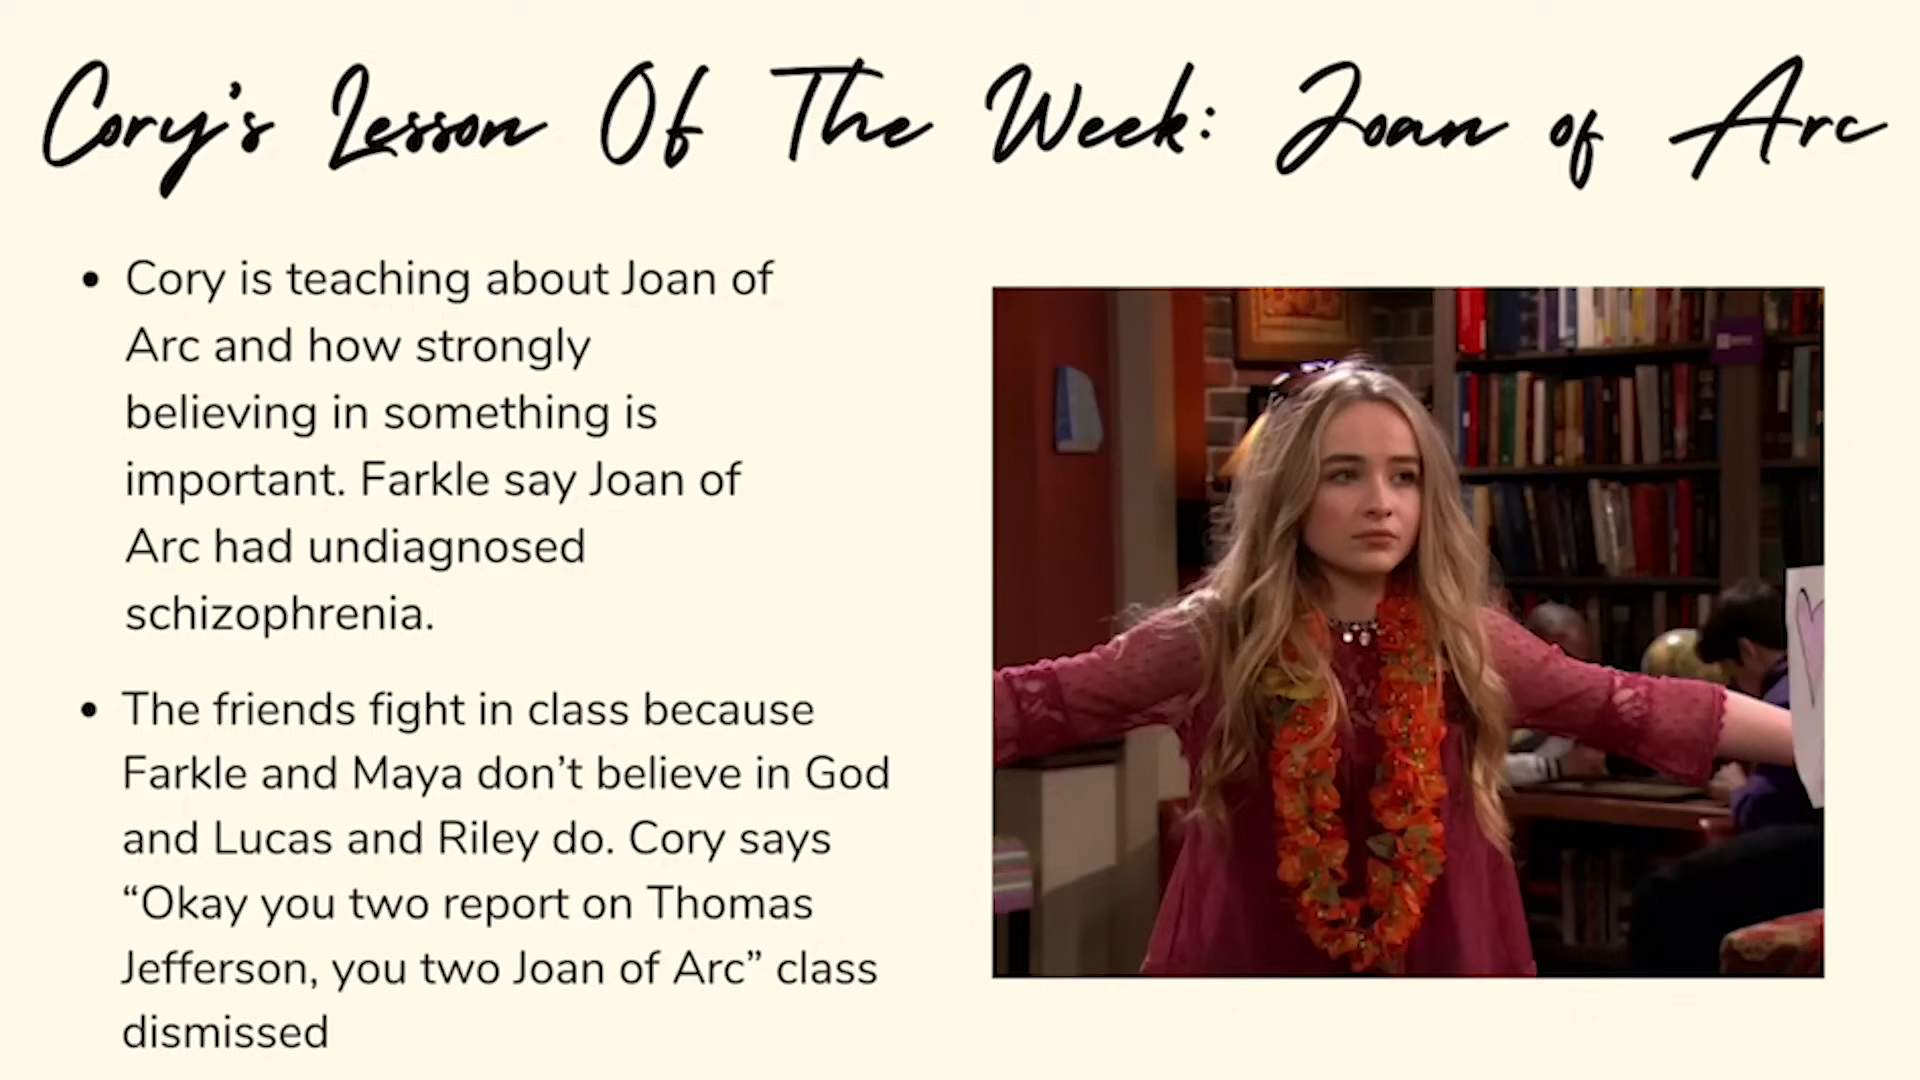 Cory's Lesson Of The Week: Joan of Arc
• Cory is teaching about Joan of
Arc and how strongly
believing in something is
important. Farkle say Joan of
Arc had undiagnosed
schizophrenia.
• The friends fight in class because
Farkle and Maya don’t believe in God
and Lucas and Riley do. Cory says
“Okay you two report on Thomas
Jefferson, you two Joan of Arc” class
dismissed